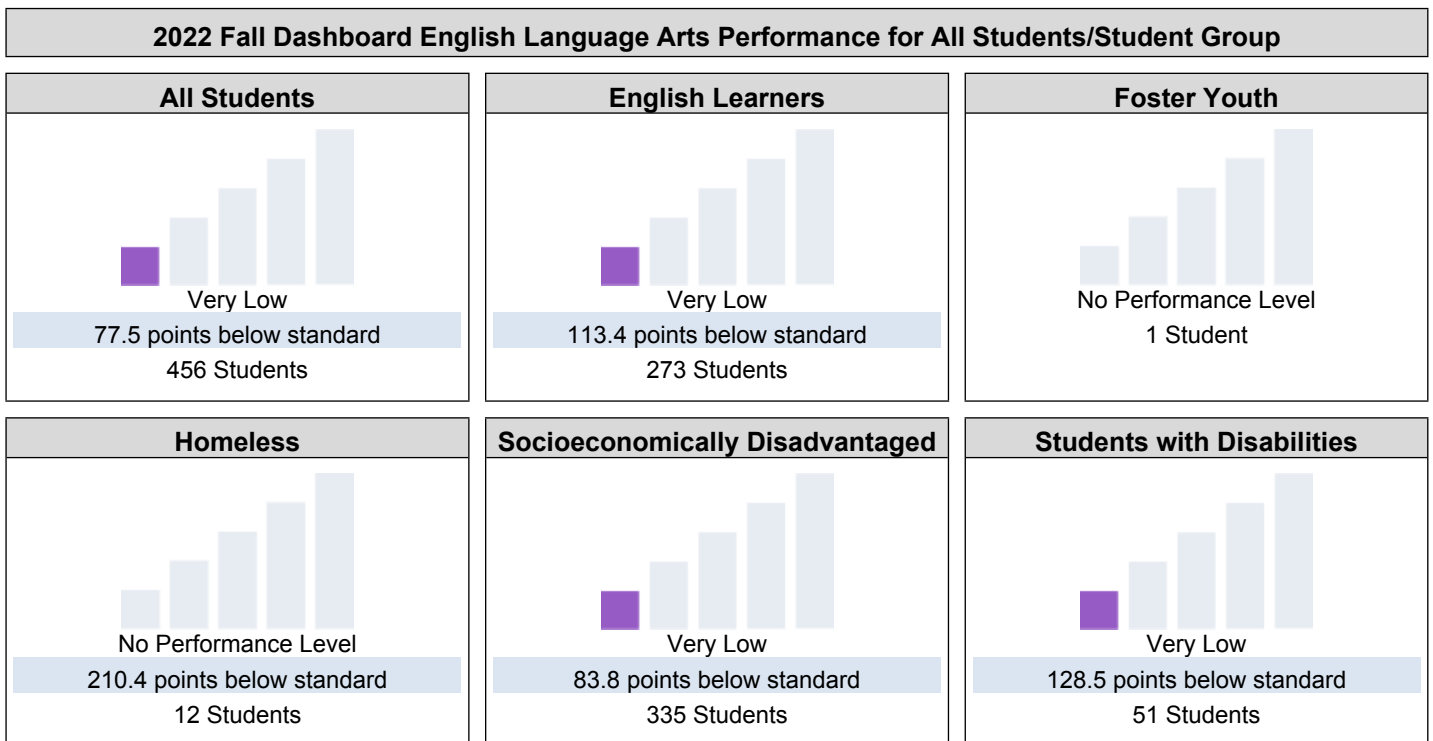 2022 Fall Dashboard English Language Arts Performance for All Students/Student Group
All Students
Very Low
77.5 points below standard
456 Students
English Learners
Very Low
113.4 points below standard
273 Students
Foster Youth
No Performance Level
1 Student
Homeless
No Performance Level
210.4 points below standard
12 Students
Socioeconomically Disadvantaged
Very Low
83.8 points below standard
335 Students
Students with Disabilities
Very Low
128.5 points below standard
51 Students